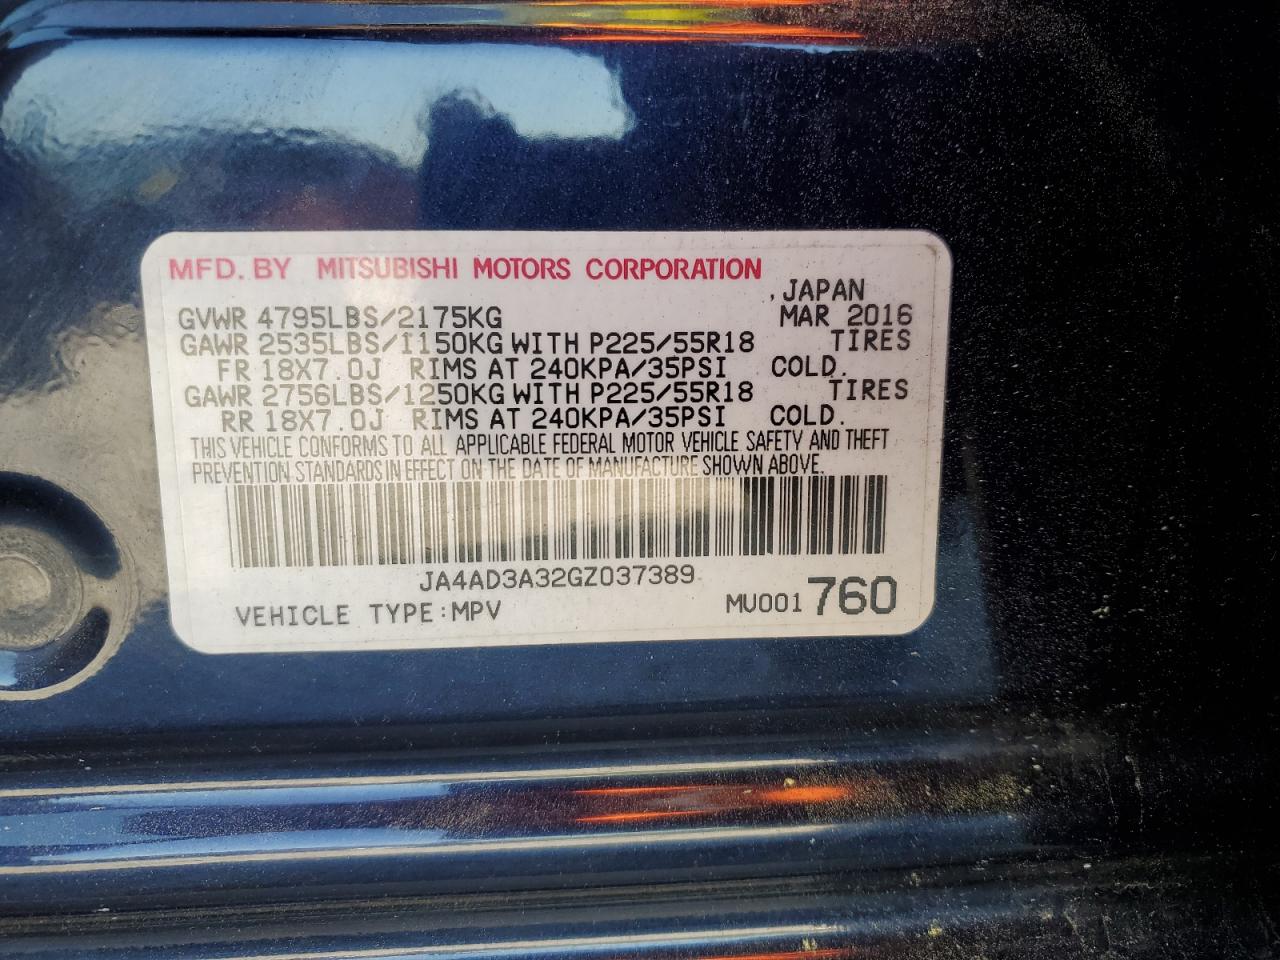 MFD. BY MITSUBISHI MOTORS CORPORATION
, JAPAN
GVWR 4795LBS/2175KG MAR 2016
GAWR 2535LBS/1150KG WITH P225/55R18 TIRES
FR 18X7.0J RIMS AT 240KPA/35PSI COLD.
GAWR 2756LBS/1250KG WITH P225/55R18 TIRES
RR 18X7.0J RIMS AT 240KPA/35PSI COLD.
THIS VEHICLE CONFORMS TO ALL APPLICABLE FEDERAL MOTOR VEHICLE SAFETY AND THEFT
PREVENTION STANDARDS IN EFFECT ON THE DATE OF MANUFACTURE SHOWN ABOVE.
JA4AD3A32GZ037389
VEHICLE TYPE:MPV MU001 760